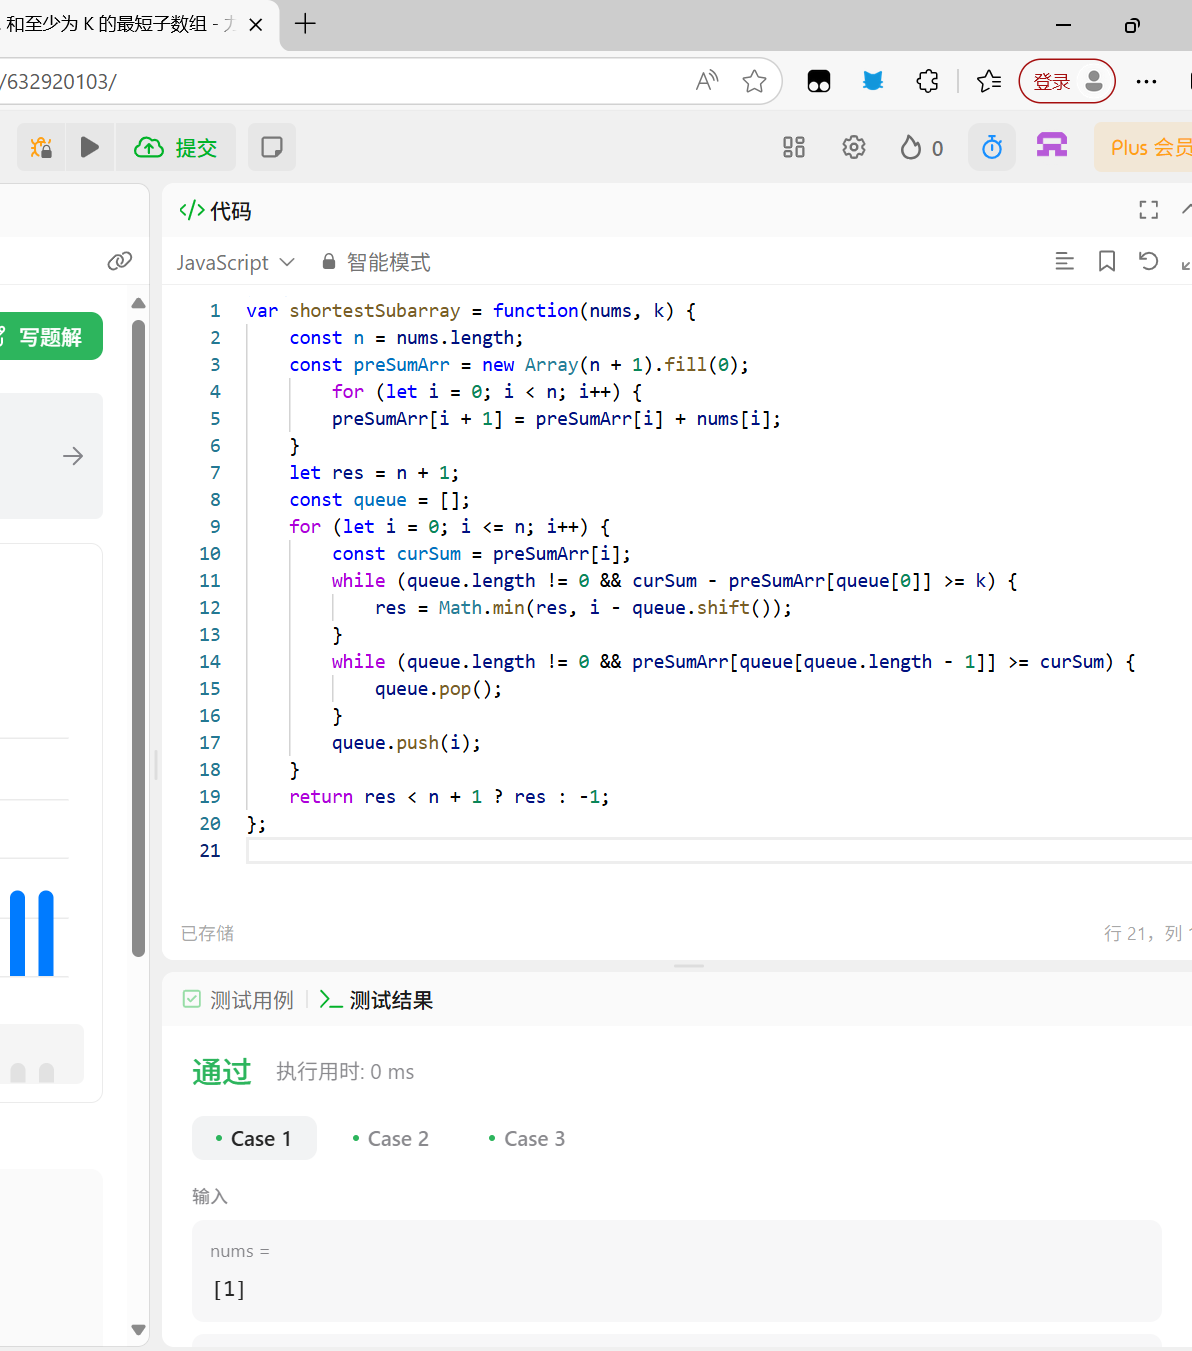 和至少为 K 的最短子数组 -
/632920103/
登录
提交
0
Plus 会员
代码
JavaScript
智能模式
写题解
1 var shortestSubarray = function(nums, k) {
2     const n = nums.length;
3     const preSumArr = new Array(n + 1).fill(0);
4         for (let i = 0; i < n; i++) {
5         preSumArr[i + 1] = preSumArr[i] + nums[i];
6     }
7     let res = n + 1;
8     const queue = [];
9     for (let i = 0; i <= n; i++) {
10         const curSum = preSumArr[i];
11         while (queue.length != 0 && curSum - preSumArr[queue[0]] >= k) {
12             res = Math.min(res, i - queue.shift());
13         }
14         while (queue.length != 0 && preSumArr[queue[queue.length - 1]] >= curSum) {
15             queue.pop();
16         }
17         queue.push(i);
18     }
19     return res < n + 1 ? res : -1;
20 };
21
已存储
行 21，列
测试用例
测试结果
通过
执行用时: 0 ms
Case 1
Case 2
Case 3
输入
nums =
[1]